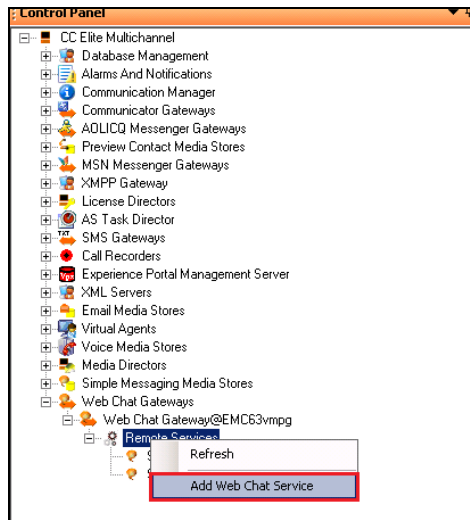 Control Panel
CC Elite Multichannel
Database Management
Alarms And Notifications
Communication Manager
Communicator Gateways
AOLICQ Messenger Gateways
Preview Contact Media Stores
MSN Messenger Gateways
XMPP Gateway
License Directors
AS Task Director
TXT SMS Gateways
Call Recorders
Experience Portal Management Server
XML Servers
Email Media Stores
Virtual Agents
Voice Media Stores
Media Directors
Simple Messaging Media Stores
Web Chat Gateways
Web Chat Gateway@EMC63vmpg
Remote Services
Refresh
Add Web Chat Service